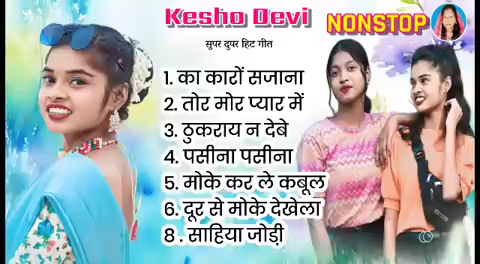 Kesho Devi
NONSTOP
सुपर दुपर हिट गीत
1. का कारों सजाना
2. तोर मोर प्यार में
3. ठुकराय न देबे
4. पसीना पसीना
5. मोके कर ले कबूल
6. दूर से मोके देखेला
8 . साहिया जोड़ी